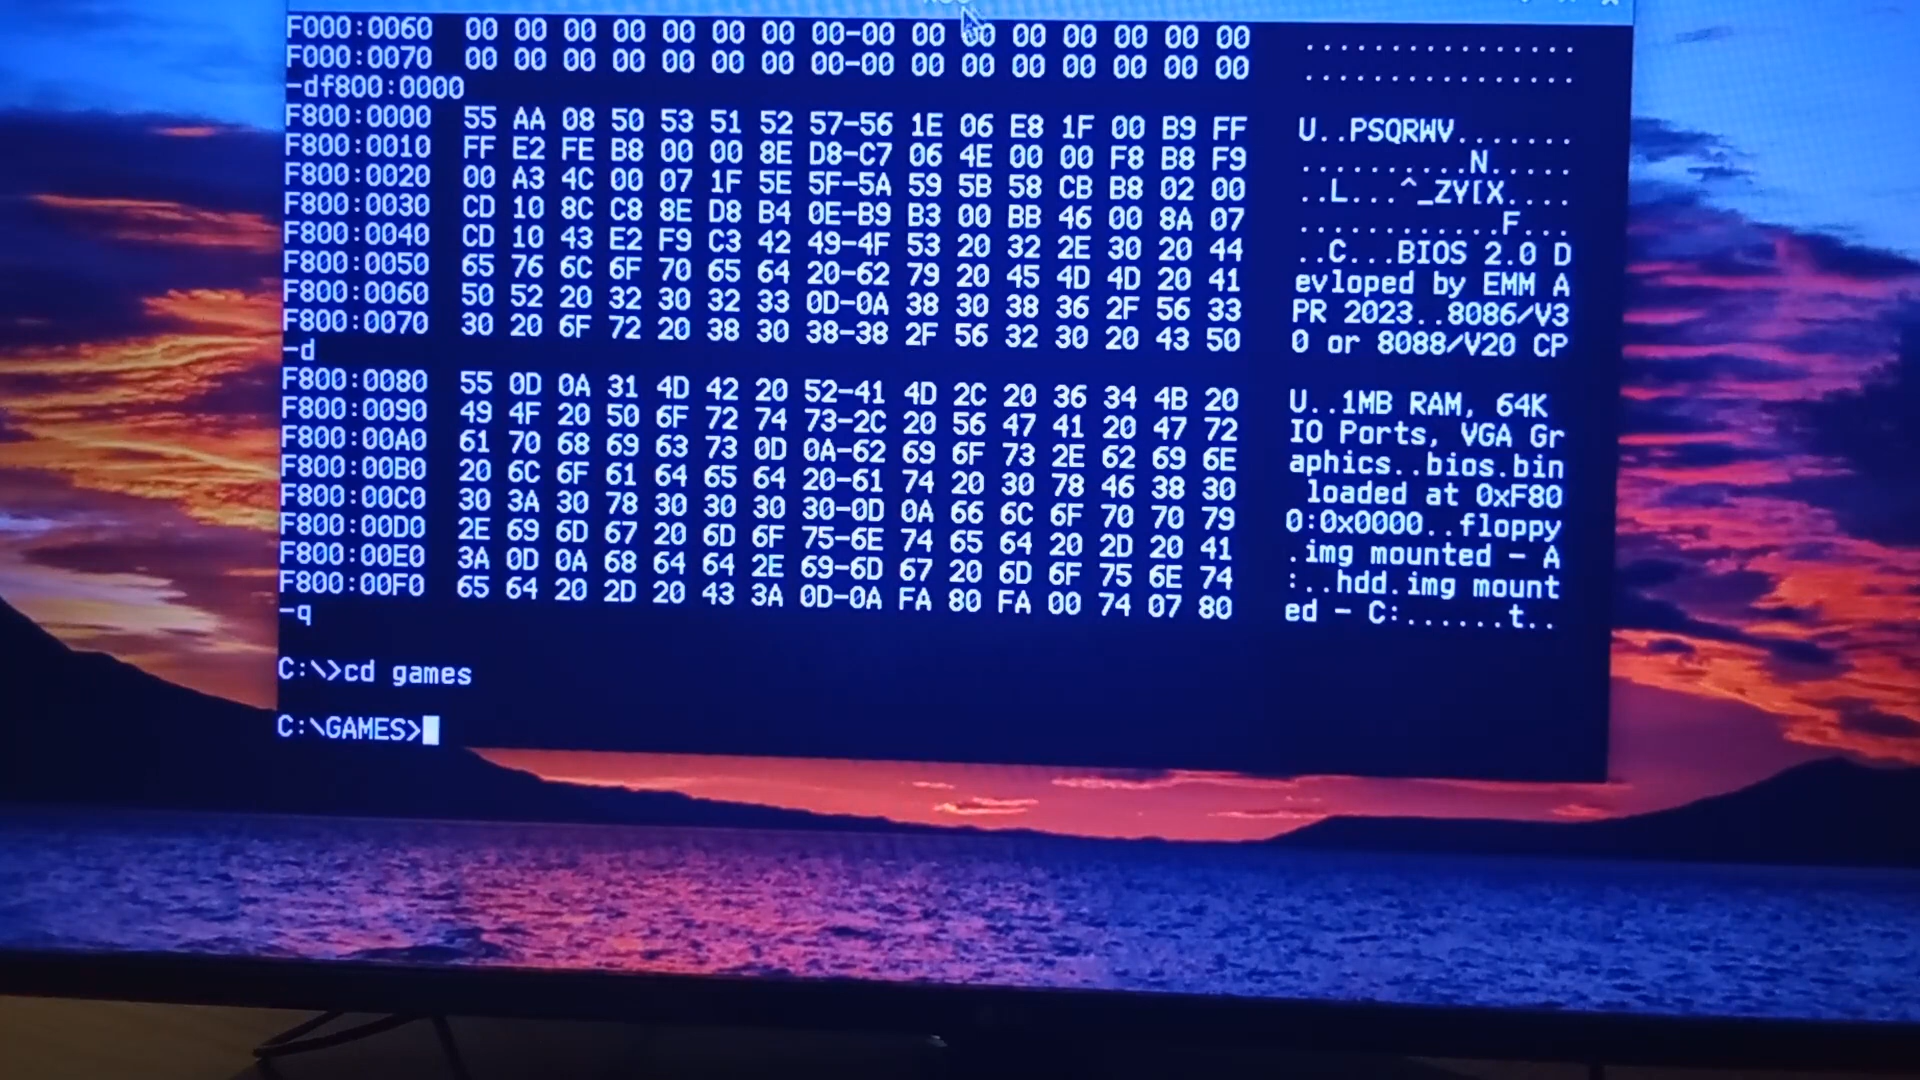 F000:0060 00 00 00 00 00 00 00 00-00 00 00 00 00 00 00 00 ................
F000:0070 00 00 00 00 00 00 00 00-00 00 00 00 00 00 00 00 ................
-df800:0000
F800:0000 55 AA 08 50 53 51 52 57-56 1E 06 E8 1F 00 B9 FF U..PSQRWV.......
F800:0010 FF E2 FE B8 00 00 8E D8-C7 06 4E 00 00 F8 B8 F9 ..........N.....
F800:0020 00 A3 4C 00 07 1F 5E 5F-5A 59 5B 58 CB B8 02 00 ..L...^_ZY[X....
F800:0030 CD 10 8C C8 8E D8 B4 0E-B9 B3 00 BB 46 00 8A 07 ............F...
F800:0040 CD 10 43 E2 F9 C3 42 49-4F 53 20 32 2E 30 20 44 ..C...BIOS 2.0 D
F800:0050 65 76 6C 6F 70 65 64 20-62 79 20 45 4D 4D 20 41 evloped by EMM A
F800:0060 50 52 20 32 30 32 33 0D-0A 38 30 38 36 2F 56 33 PR 2023..8086/V3
F800:0070 30 20 6F 72 20 38 30 38-38 2F 56 32 30 20 43 50 0 or 8088/V20 CP
-d
F800:0080 55 0D 0A 31 4D 42 20 52-41 4D 2C 20 36 34 4B 20 U..1MB RAM, 64K
F800:0090 49 4F 20 50 6F 72 74 73-2C 20 56 47 41 20 47 72 IO Ports, VGA Gr
F800:00A0 61 70 68 69 63 73 0D 0A-62 69 6F 73 2E 62 69 6E aphics..bios.bin
F800:00B0 20 6C 6F 61 64 65 64 20-61 74 20 30 78 46 38 30 loaded at 0xF80
F800:00C0 30 3A 30 78 30 30 30 30-0D 0A 66 6C 6F 70 70 79 0:0x0000..floppy
F800:00D0 2E 69 6D 67 20 6D 6F 75-6E 74 65 64 20 2D 20 41 .img mounted - A
F800:00E0 3A 0D 0A 68 64 64 2E 69-6D 67 20 6D 6F 75 6E 74 :..hdd.img mount
F800:00F0 65 64 20 2D 20 43 3A 0D-0A FA 80 FA 00 74 07 80 ed - C:......t..
-q
C:\>cd games
C:\GAMES>